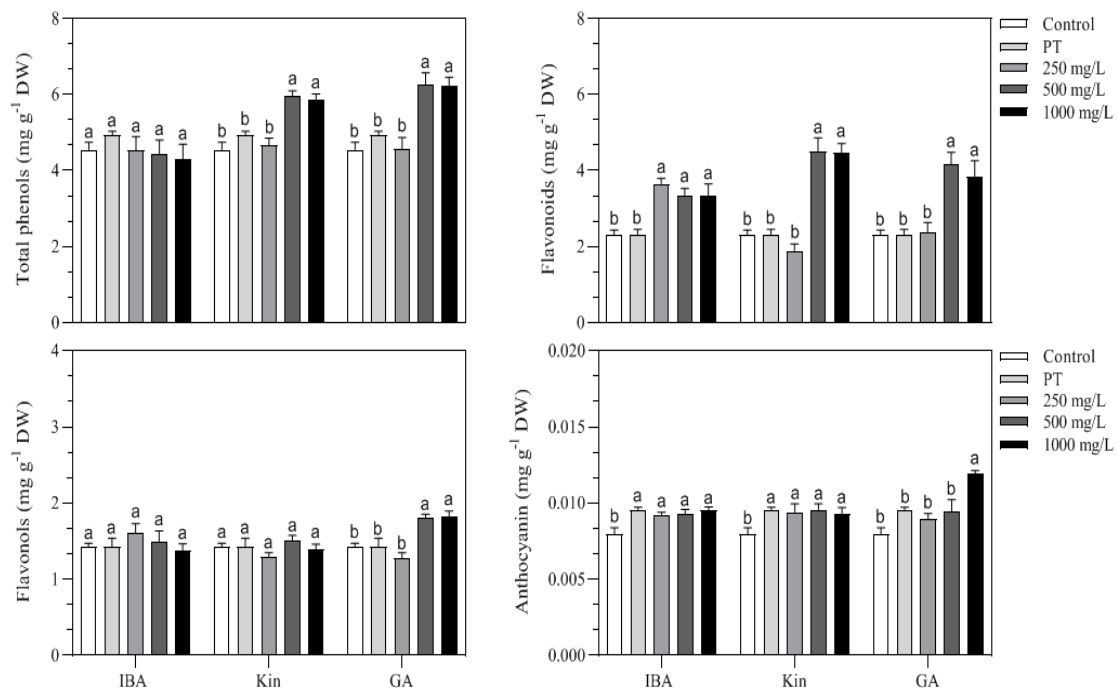 8
6
4
2
0
Total phenols (mg g⁻¹ DW)
a a a a a b b b a a b b b a a
8
6
4
2
0
Flavonoids (mg g⁻¹ DW)
b b a a a b b b a a b b b a a
Control
PT
250 mg/L
500 mg/L
1000 mg/L
4
3
2
1
0
Flavonols (mg g⁻¹ DW)
a a a a a a a a a a b b b a a
IBA Kin GA
0.020
0.015
0.010
0.005
0.000
Anthocyanin (mg g⁻¹ DW)
b a a a a b a a a a b b b b a
IBA Kin GA
Control
PT
250 mg/L
500 mg/L
1000 mg/L